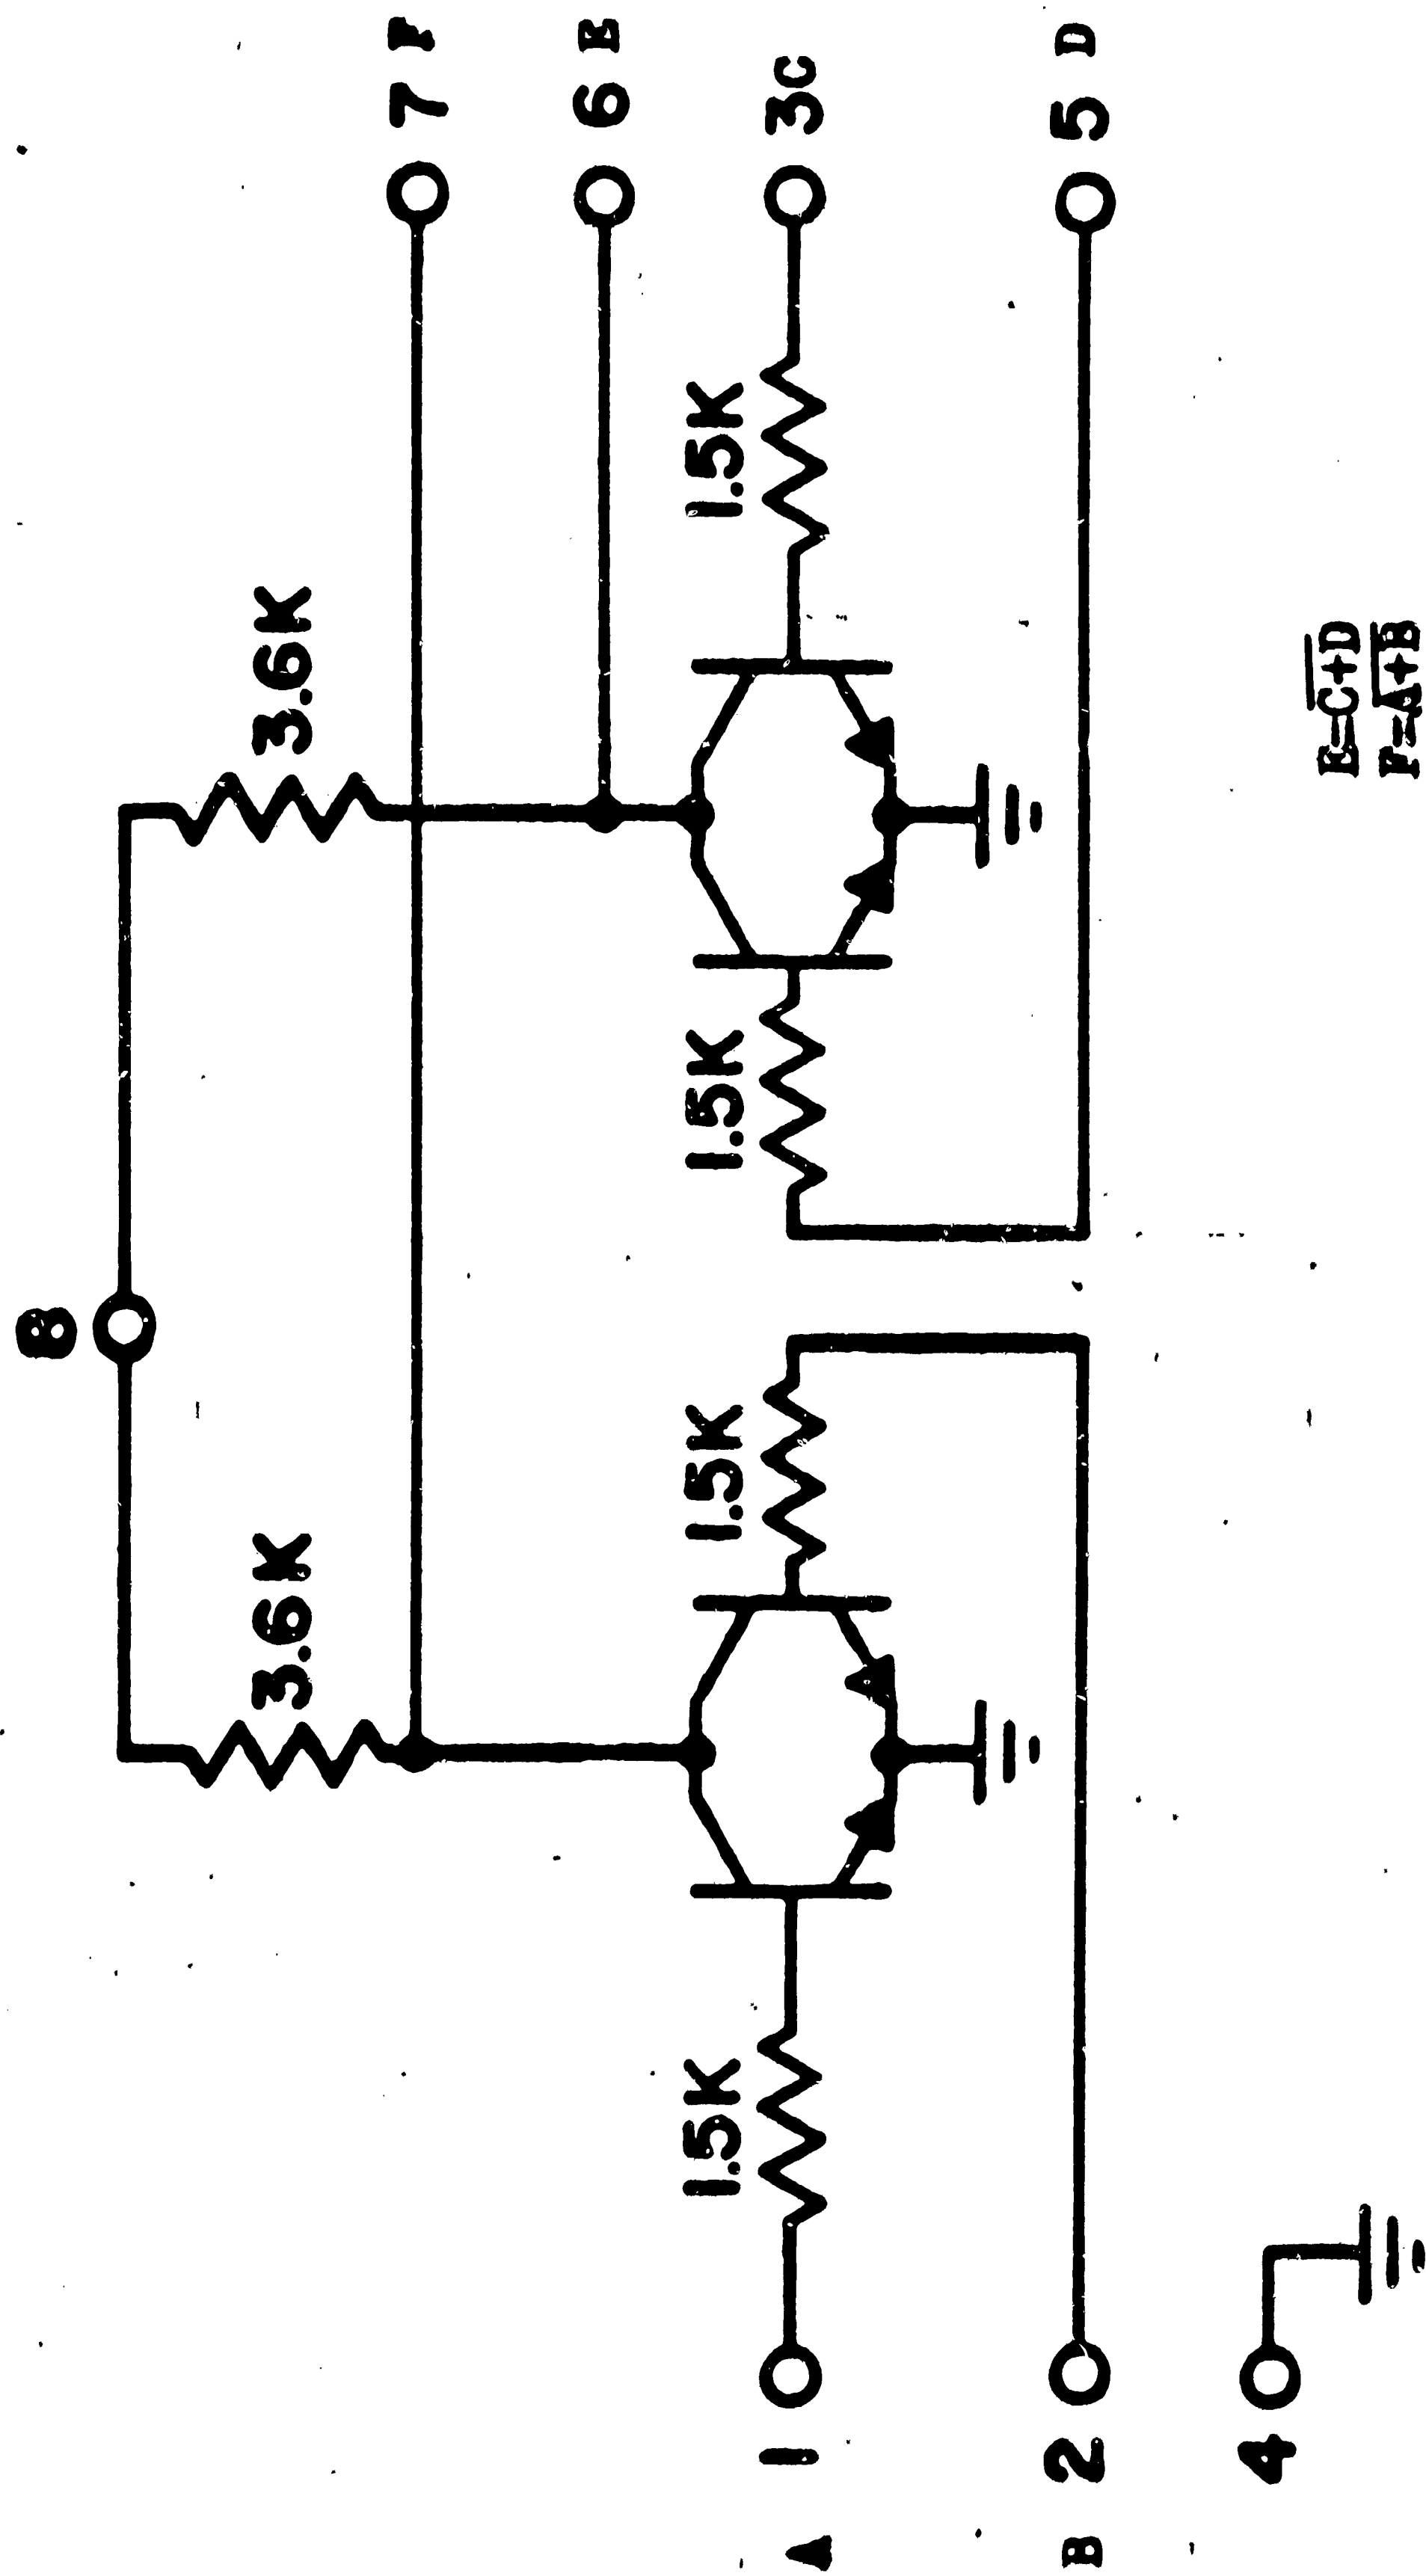 8
3.6K 3.6K
7 F
6 E
1.5K 1.5K 1.5K 1.5K
A 1
3C
B 2
5 D
4
E=C̅+̅D̅
F=A̅+̅B̅